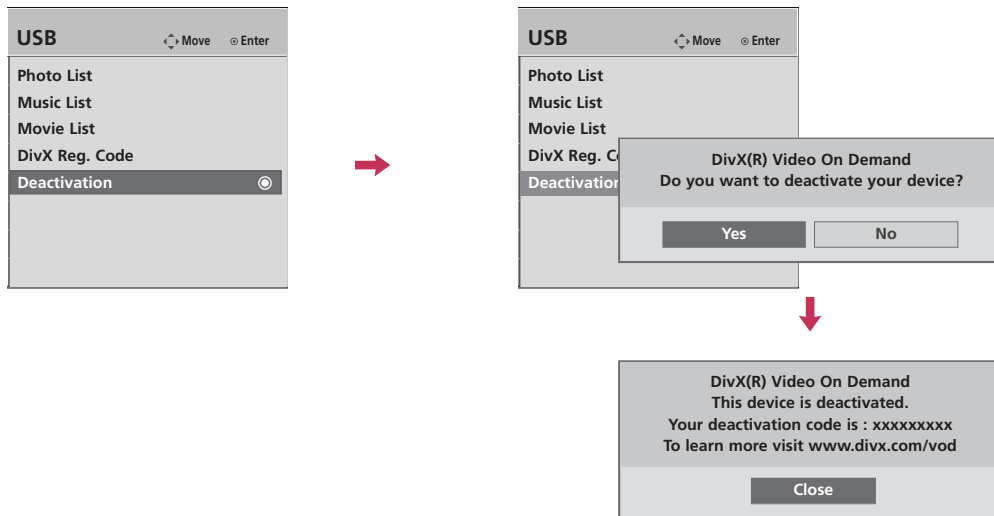 USB Move Enter
Photo List
Music List
Movie List
DivX Reg. Code
Deactivation
USB Move Enter
Photo List
Music List
Movie List
DivX Reg. C
Deactivation
DivX(R) Video On Demand
Do you want to deactivate your device?
Yes No
DivX(R) Video On Demand
This device is deactivated.
Your deactivation code is : xxxxxxxxx
To learn more visit www.divx.com/vod
Close